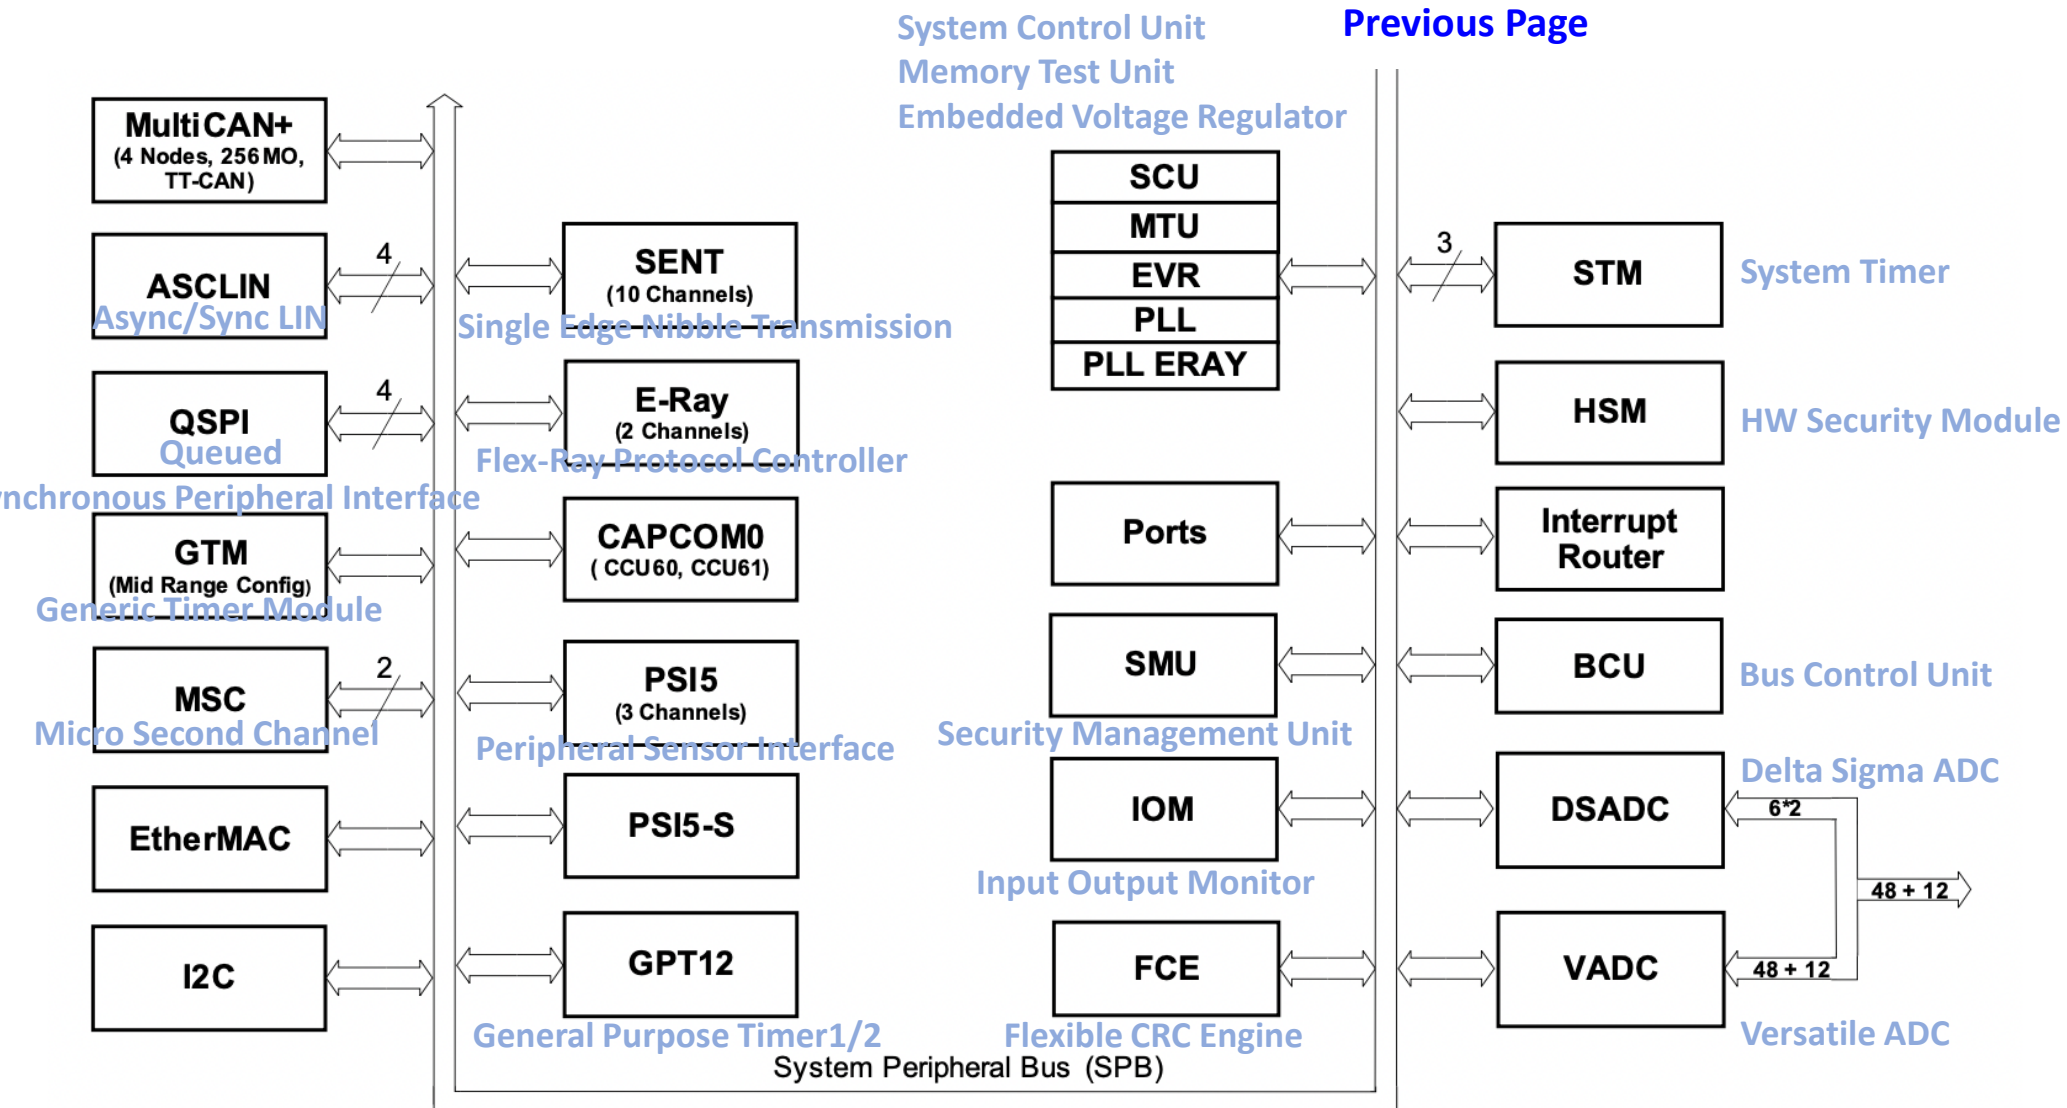 System Control Unit
Memory Test Unit
Embedded Voltage Regulator
Previous Page
MultiCAN+
(4 Nodes, 256 MO,
TT-CAN)
ASCLIN
Async/Sync LIN
4
QSPI
Queued
4
ynchronous Peripheral Interface
GTM
(Mid Range Config)
Generic Timer Module
MSC
Micro Second Channel
2
EtherMAC
I2C
SENT
(10 Channels)
Single Edge Nibble Transmission
E-Ray
(2 Channels)
Flex-Ray Protocol Controller
CAPCOM0
( CCU60, CCU61)
PSI5
(3 Channels)
Peripheral Sensor Interface
PSI5-S
GPT12
General Purpose Timer1/2
SCU
MTU
EVR
PLL
PLL ERAY
Ports
SMU
Security Management Unit
IOM
Input Output Monitor
FCE
Flexible CRC Engine
System Peripheral Bus (SPB)
3
STM
System Timer
HSM
HW Security Module
Interrupt
Router
BCU
Bus Control Unit
DSADC
Delta Sigma ADC
6*2
48 + 12
VADC
48 + 12
Versatile ADC